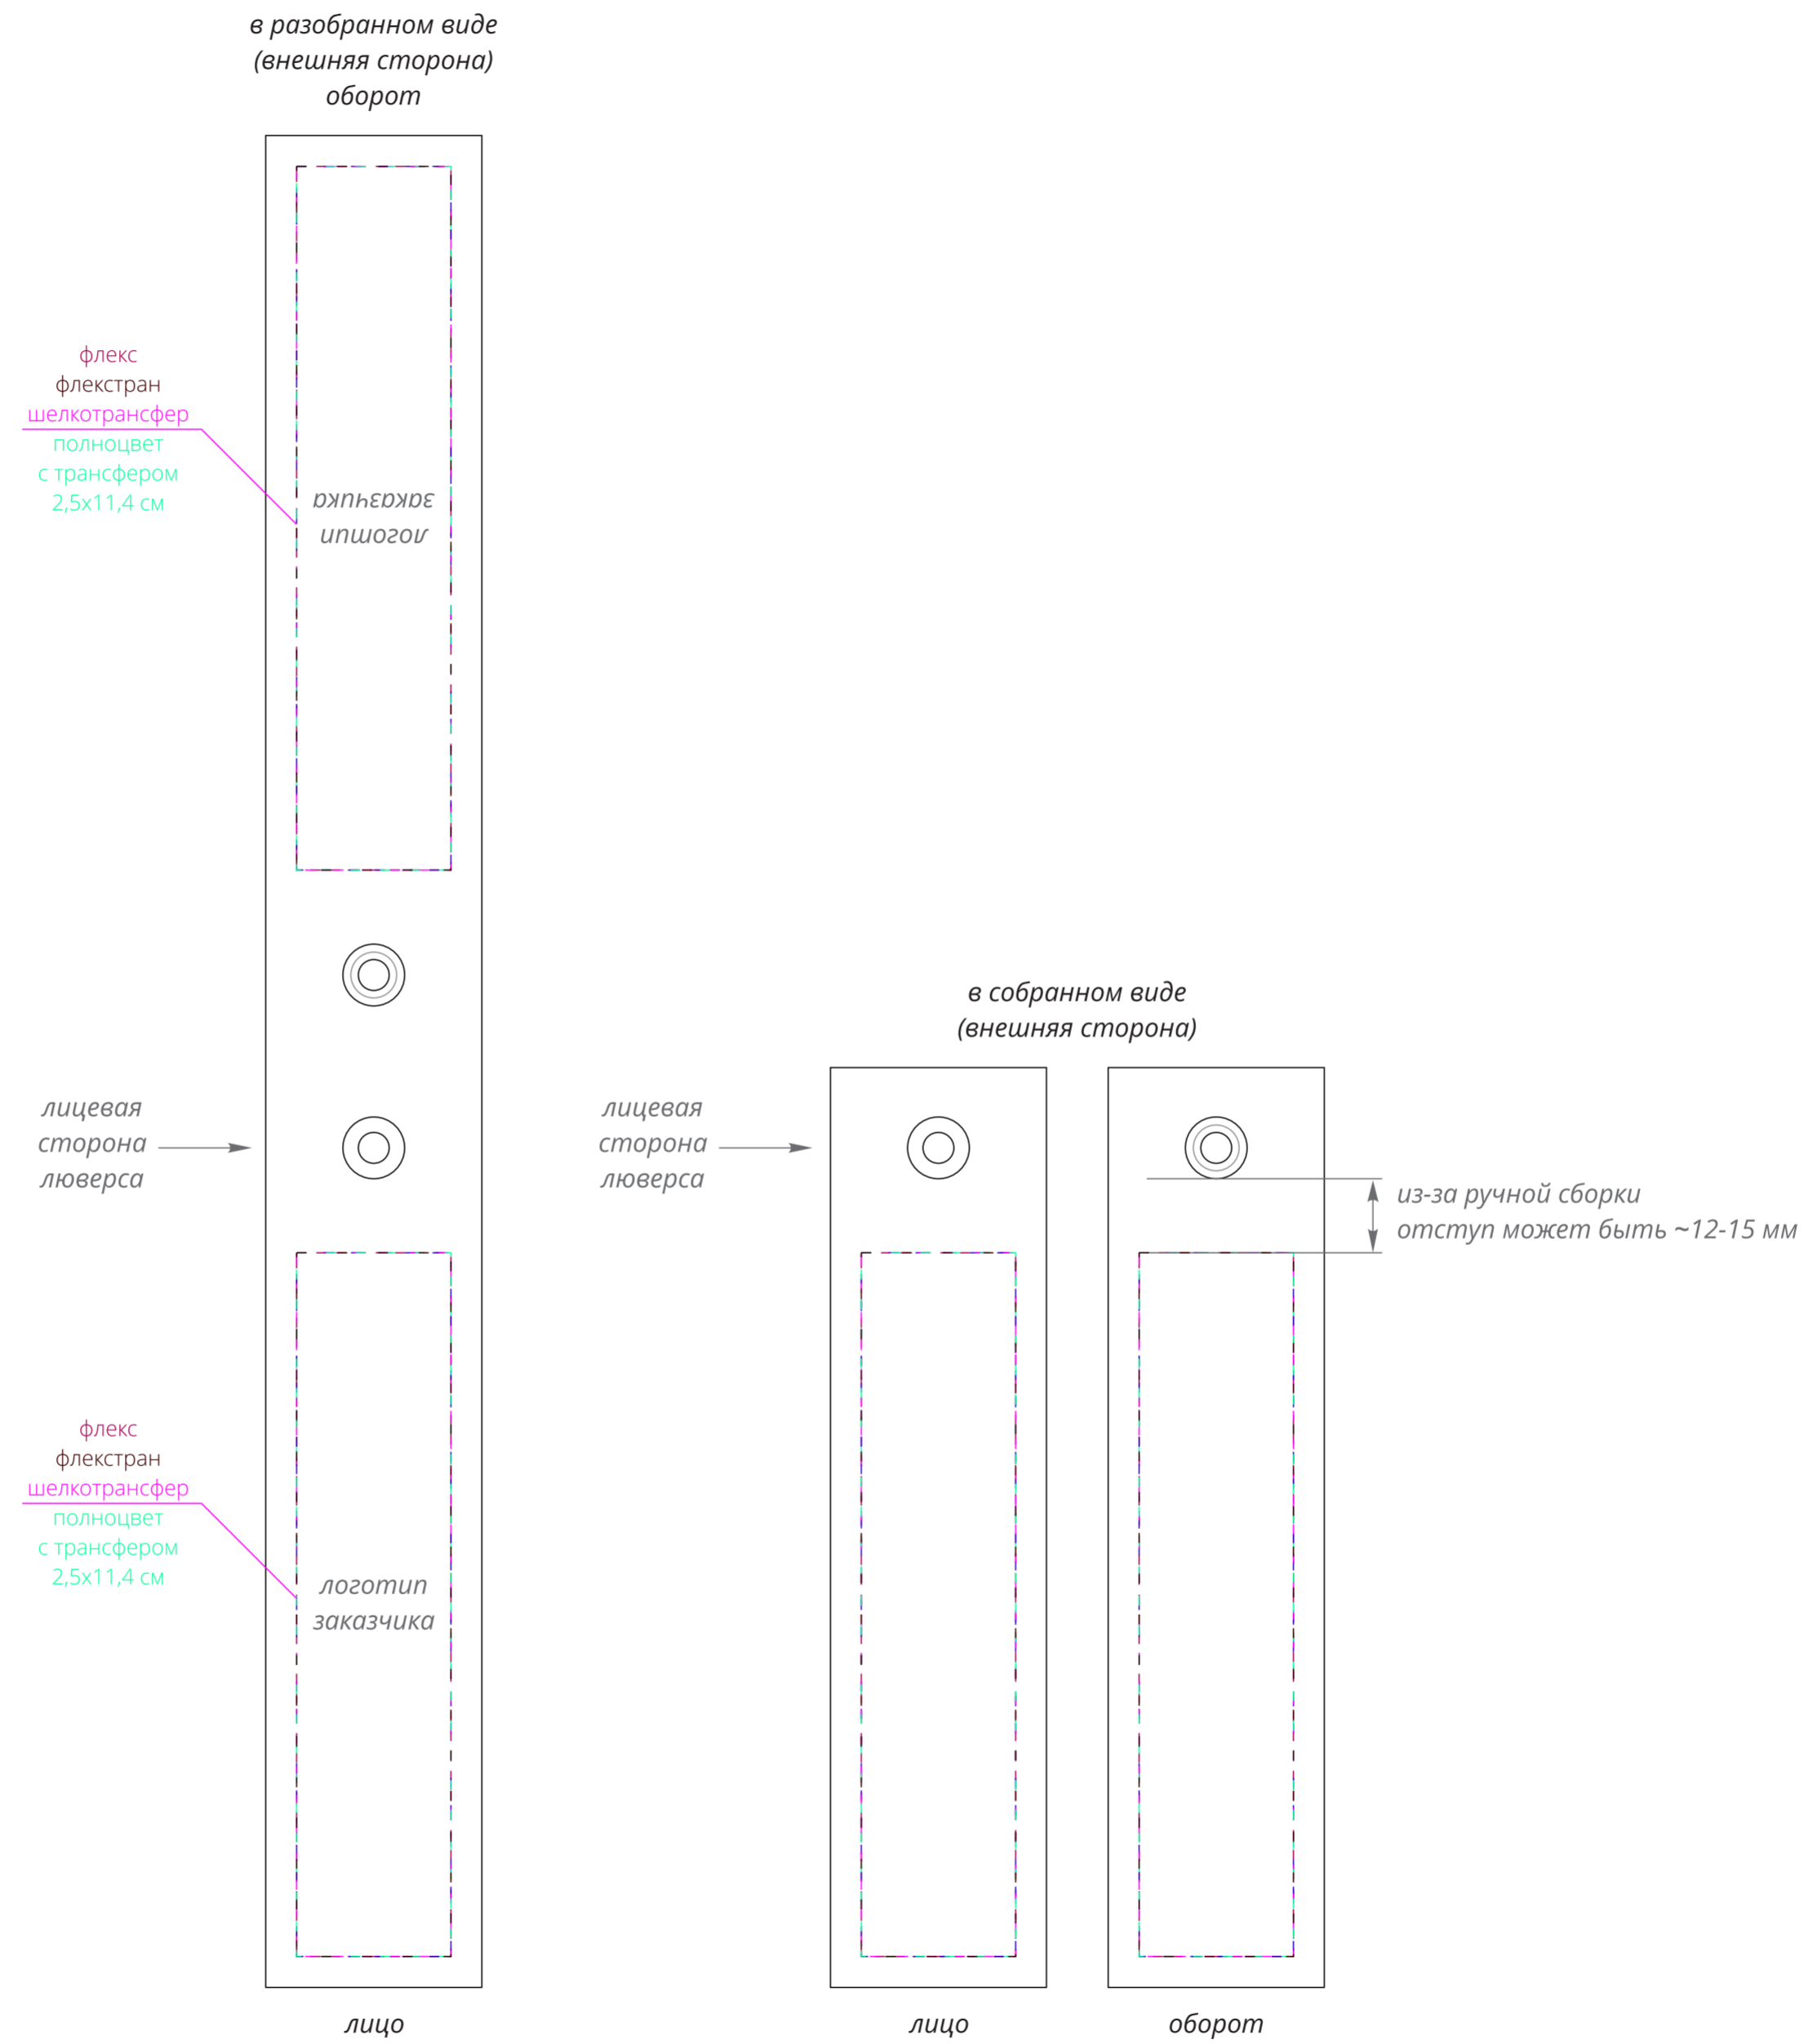 в разобранном виде
(внешняя сторона)
оборот
флекс
флекстран
шелкотрансфер
полноцвет
с трансфером
2,5х11,4 см
логотип
заказчика
в собранном виде
(внешняя сторона)
лицевая
сторона
люверса
лицевая
сторона
люверса
из-за ручной сборки
отступ может быть ~12-15 мм
флекс
флекстран
шелкотрансфер
полноцвет
с трансфером
2,5х11,4 см
логотип
заказчика
лицо
лицо
оборот